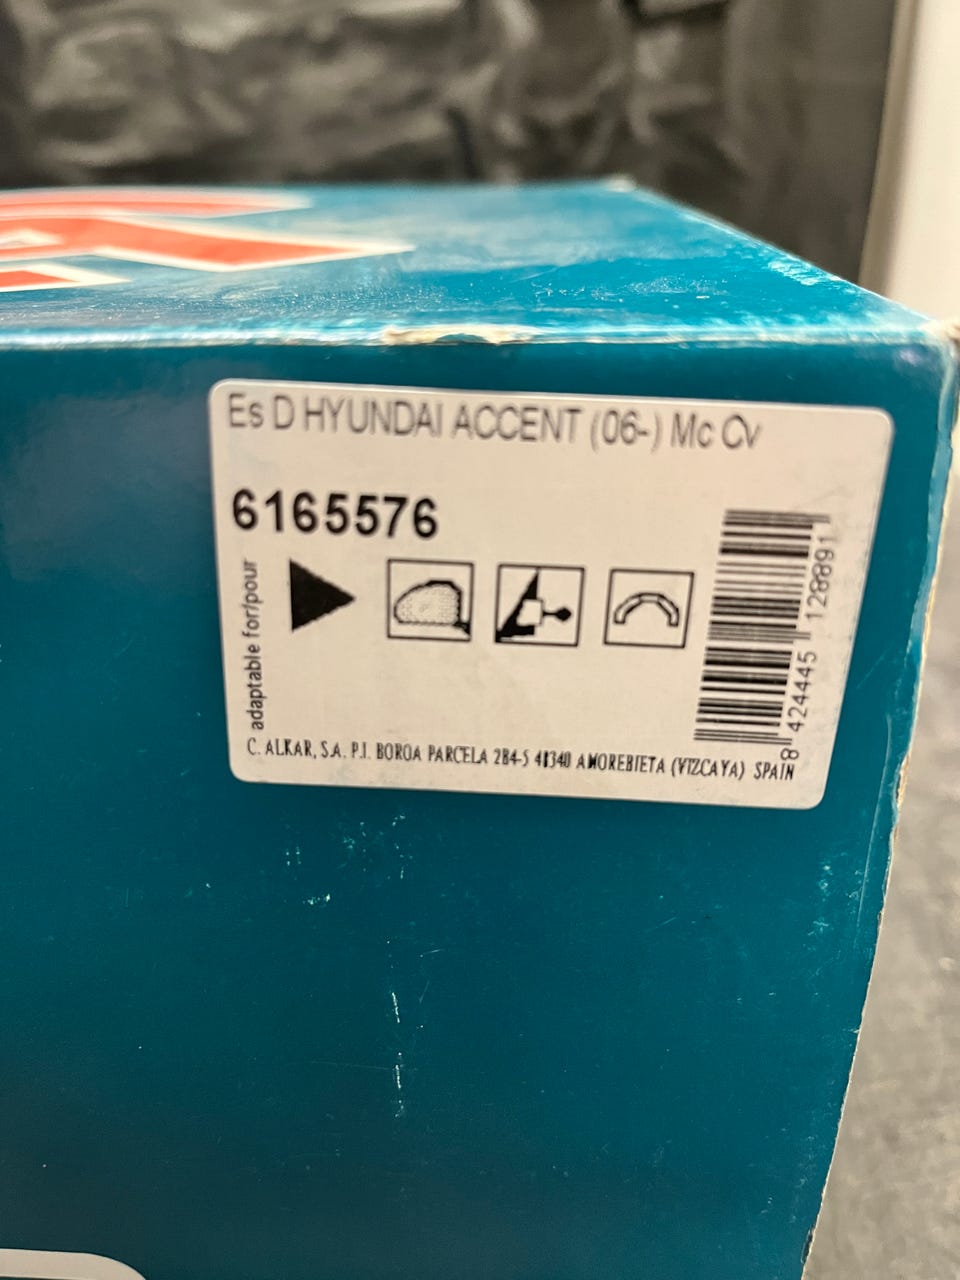 Es D HYUNDAI ACCENT (06-) Mc Cv
6165576
adaptable for/pour
8 424445 128891
C. ALKAR, S.A. P.I. BOROA PARCELA 2B4-5 48340 AMOREBIETA (VIZCAYA) SPAIN